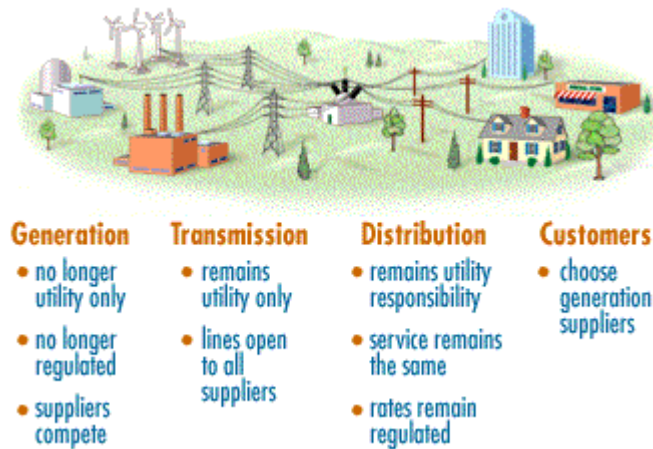 Generation
• no longer
utility only
• no longer
regulated
• suppliers
compete
Transmission
• remains
utility only
• lines open
to all
suppliers
Distribution
• remains utility
responsibility
• service remains
the same
• rates remain
regulated
Customers
• choose
generation
suppliers